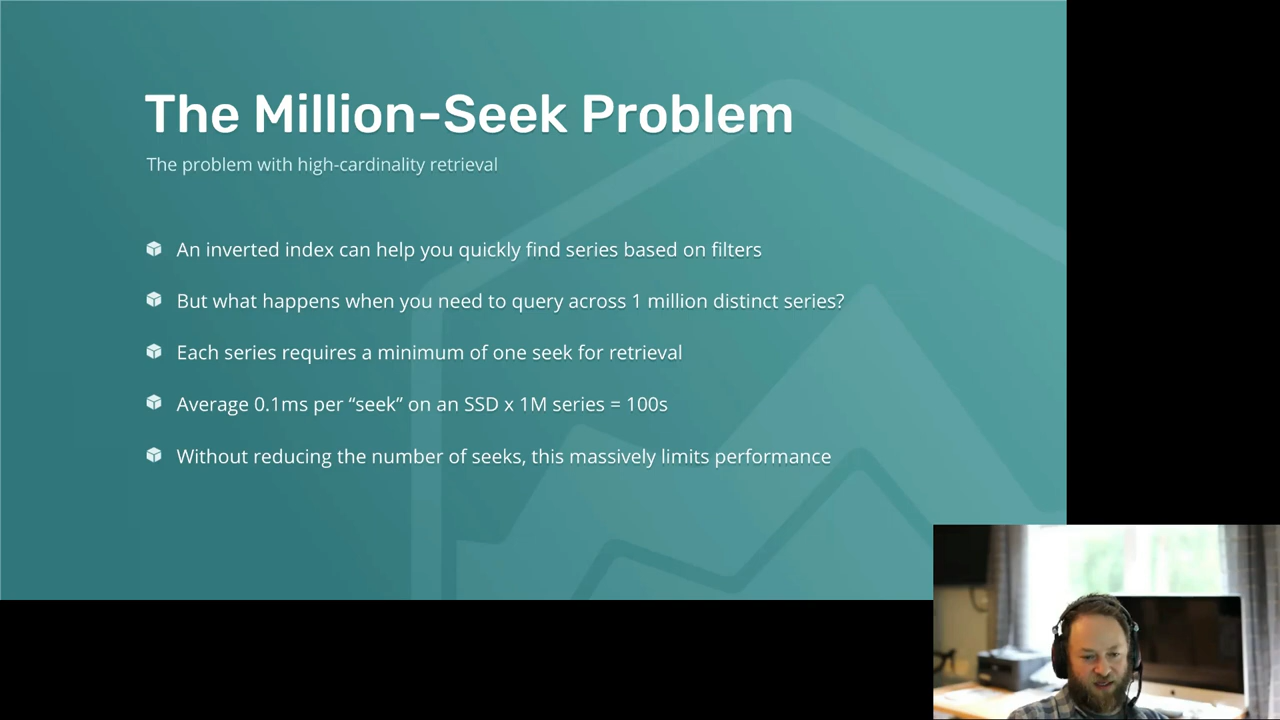 The Million-Seek Problem
The problem with high-cardinality retrieval
An inverted index can help you quickly find series based on filters
But what happens when you need to query across 1 million distinct series?
Each series requires a minimum of one seek for retrieval
Average 0.1ms per “seek” on an SSD x 1M series = 100s
Without reducing the number of seeks, this massively limits performance